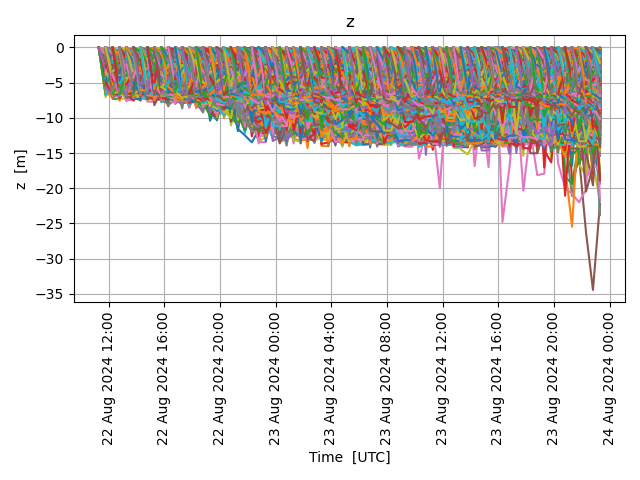 z
0
−5
−10
−15
−20
−25
−30
−35
z [m]
22 Aug 2024 12:00
22 Aug 2024 16:00
22 Aug 2024 20:00
23 Aug 2024 00:00
23 Aug 2024 04:00
23 Aug 2024 08:00
23 Aug 2024 12:00
23 Aug 2024 16:00
23 Aug 2024 20:00
24 Aug 2024 00:00
Time [UTC]